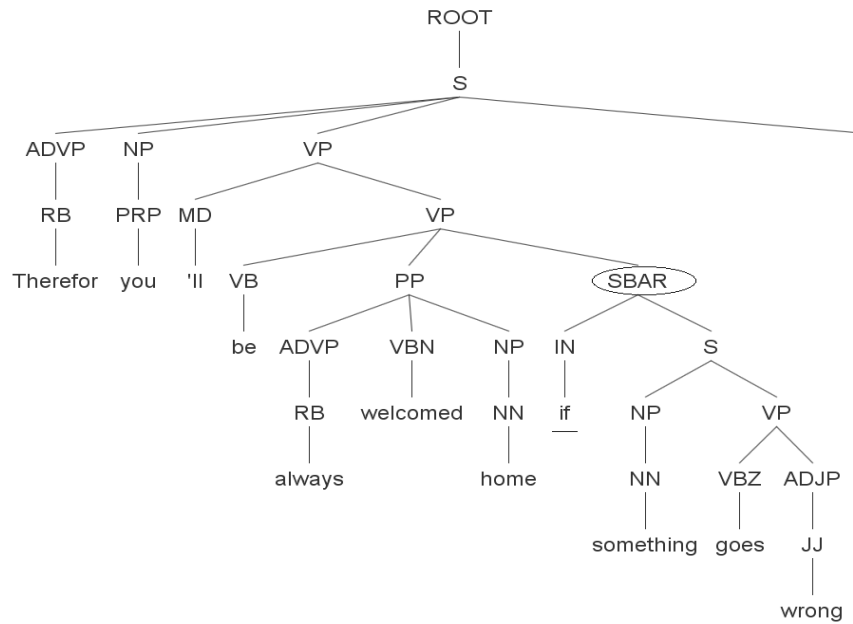 ROOT
S
ADVP NP VP
RB PRP MD VP
Therefor you 'll VB PP SBAR
be ADVP VBN NP IN S
RB welcomed NN if NP VP
always home NN VBZ ADJP
something goes JJ
wrong